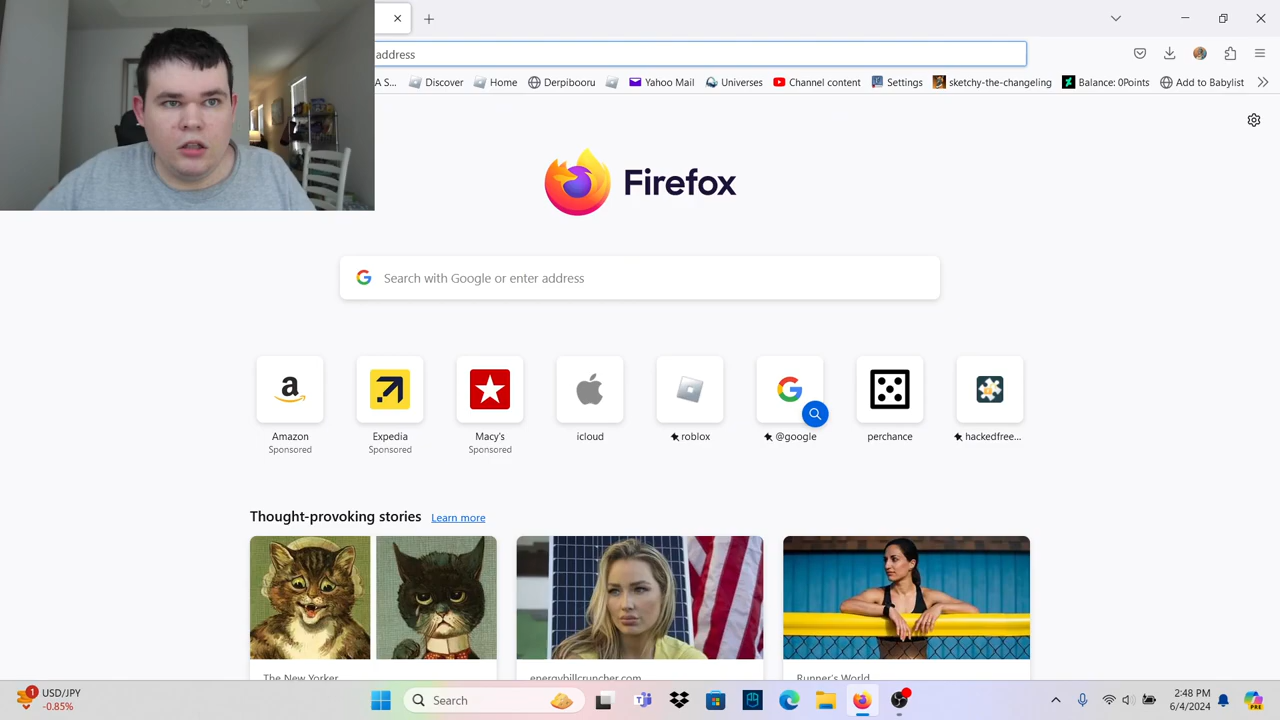 address
A S...
Discover
Home
Derpibooru
Yahoo Mail
Universes
Channel content
Settings
sketchy-the-changeling
Balance: 0Points
Add to Babylist
Firefox
Search with Google or enter address
Amazon
Sponsored
Expedia
Sponsored
Macy's
Sponsored
icloud
roblox
@google
perchance
hackedfree...
Thought-provoking stories
Learn more
The New Yorker
energybillcruncher.com
Runner's World
1
USD/JPY
0.85%
Search
2:48 PM
6/4/2024